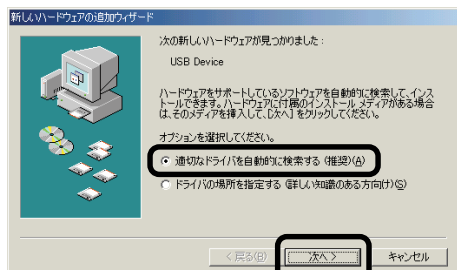 新しいハードウェアの追加ウィザード
次の新しいハードウェアが見つかりました :
USB Device
ハードウェアをサポートしているソフトウェアを自動的に検索して、インス
トールできます。ハードウェアに付属のインストール メディアがある場合
は、そのメディアを挿入して、[次へ] をクリックしてください。
オプションを選択してください。
適切なドライバを自動的に検索する (推奨)(A)
ドライバの場所を指定する (詳しい知識のある方向け)(S)
< 戻る(B)
次へ >
キャンセル